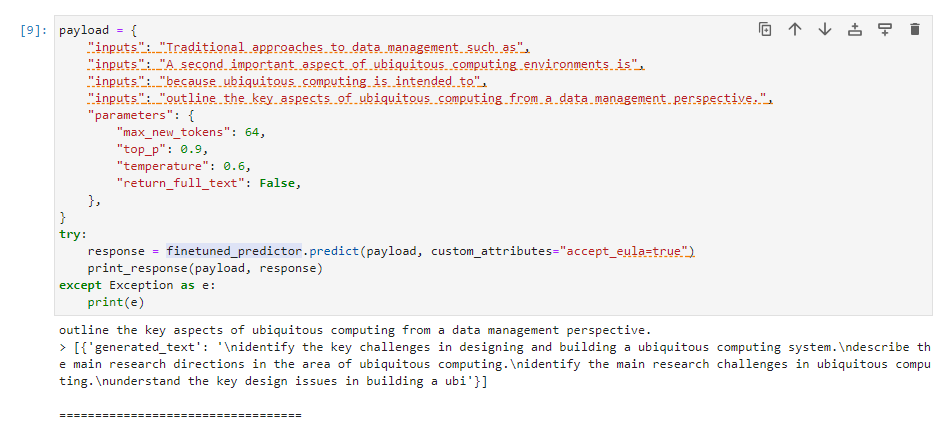 [9]: payload = {
"inputs": "Traditional approaches to data management such as",
"inputs": "A second important aspect of ubiquitous computing environments is",
"inputs": "because ubiquitous computing is intended to",
"inputs": "outline the key aspects of ubiquitous computing from a data management perspective.",
"parameters": {
"max_new_tokens": 64,
"top_p": 0.9,
"temperature": 0.6,
"return_full_text": False,
},
}
try:
response = finetuned_predictor.predict(payload, custom_attributes="accept_eula=true")
print_response(payload, response)
except Exception as e:
print(e)
outline the key aspects of ubiquitous computing from a data management perspective.
> [{'generated_text': '\nidentify the key challenges in designing and building a ubiquitous computing system.\ndescribe th
e main research directions in the area of ubiquitous computing.\nidentify the main research challenges in ubiquitous compu
ting.\nunderstand the key design issues in building a ubi'}]
==================================